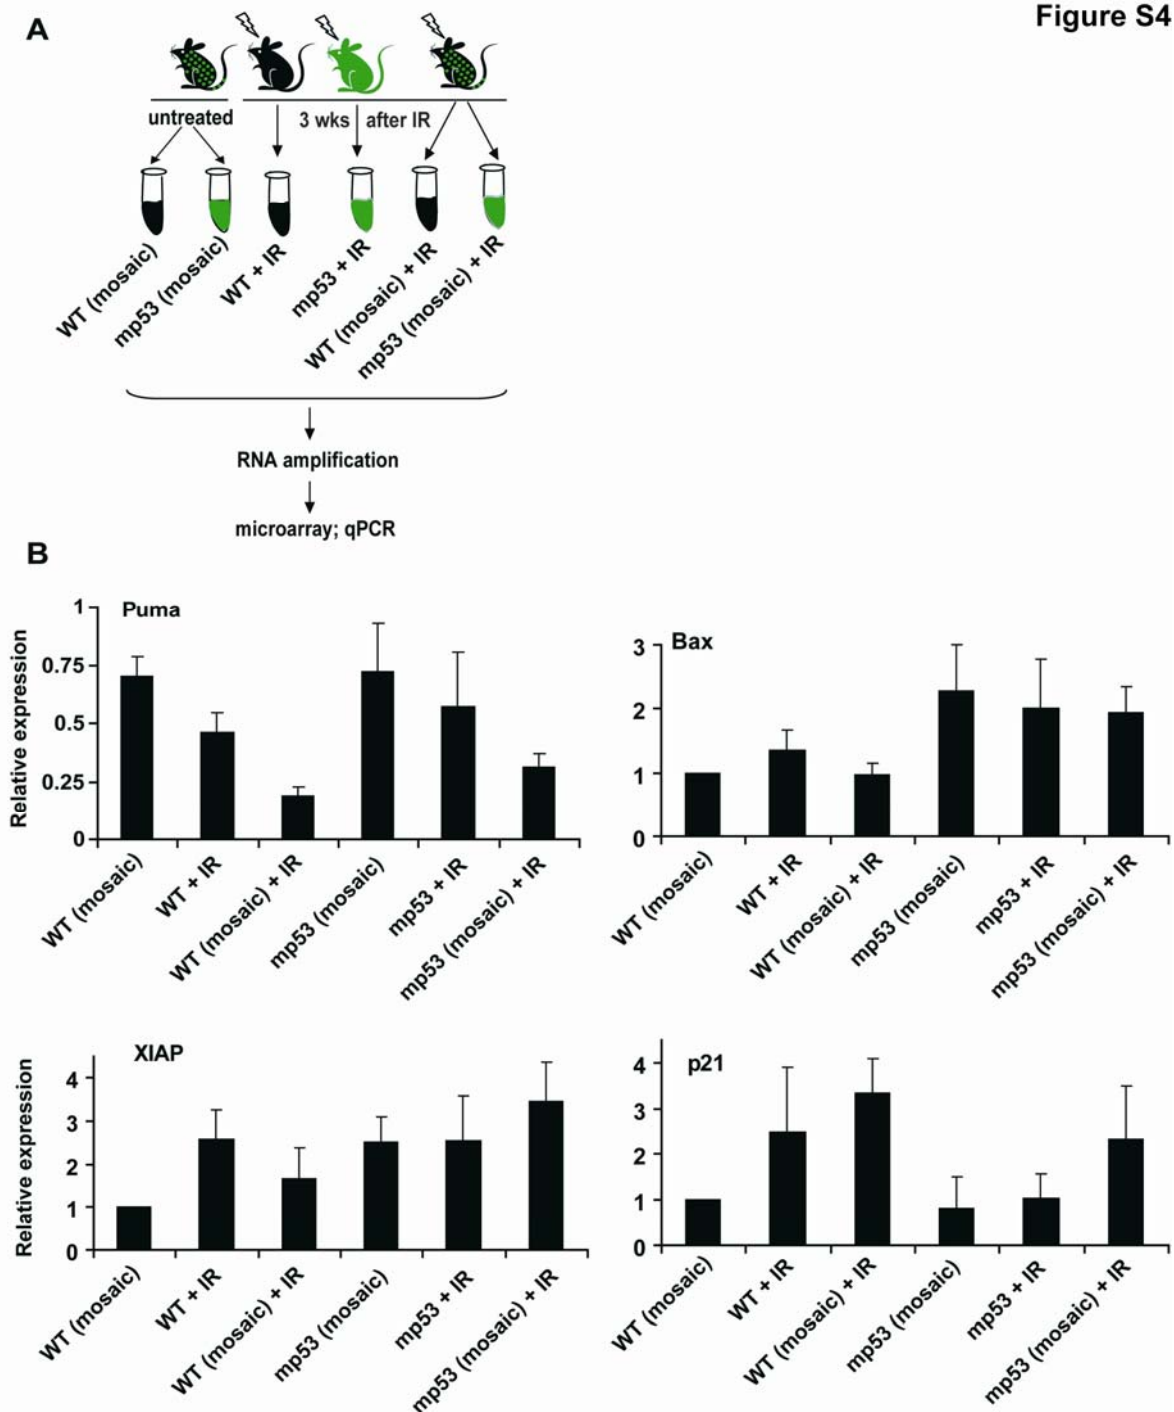 Figure S4
A
untreated
3 wks after IR
WT (mosaic)
mp53 (mosaic)
WT + IR
mp53 + IR
WT (mosaic) + IR
mp53 (mosaic) + IR
RNA amplification
microarray; qPCR
B
Puma
Relative expression
1
0.75
0.5
0.25
0
WT (mosaic)
WT + IR
WT (mosaic) + IR
mp53 (mosaic)
mp53 + IR
mp53 (mosaic) + IR
Bax
3
2
1
0
WT (mosaic)
WT + IR
WT (mosaic) + IR
mp53 (mosaic)
mp53 + IR
mp53 (mosaic) + IR
XIAP
Relative expression
4
3
2
1
0
WT (mosaic)
WT + IR
WT (mosaic) + IR
mp53 (mosaic)
mp53 + IR
mp53 (mosaic) + IR
p21
4
3
2
1
0
WT (mosaic)
WT + IR
WT (mosaic) + IR
mp53 (mosaic)
mp53 + IR
mp53 (mosaic) + IR